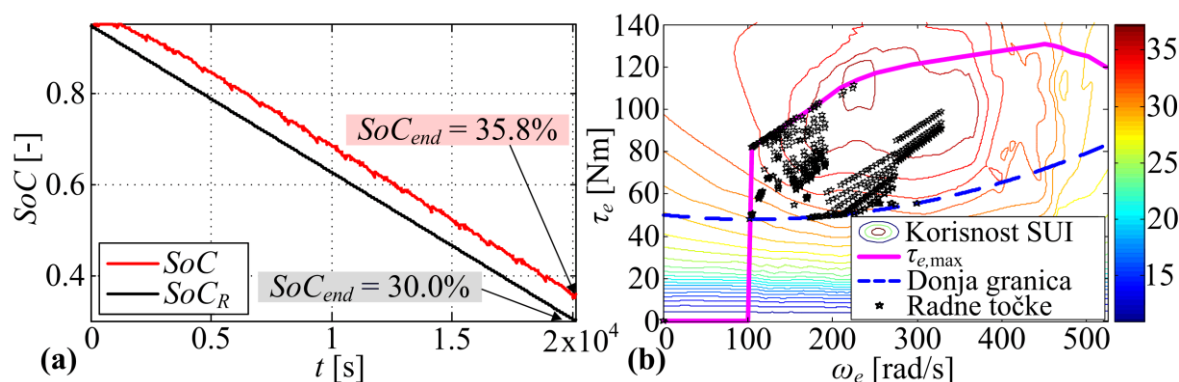 0.8
0.6
0.4
SoC [-]
SoC_end = 35.8%
SoC_end = 30.0%
SoC
SoC_R
0
0.5
1
1.5
2x10^4
t [s]
(a)
140
120
100
80
60
40
20
0
τ_e [Nm]
Korisnost SUI
τ_e,max
Donja granica
Radne točke
0
100
200
300
400
500
ω_e [rad/s]
(b)
35
30
25
20
15